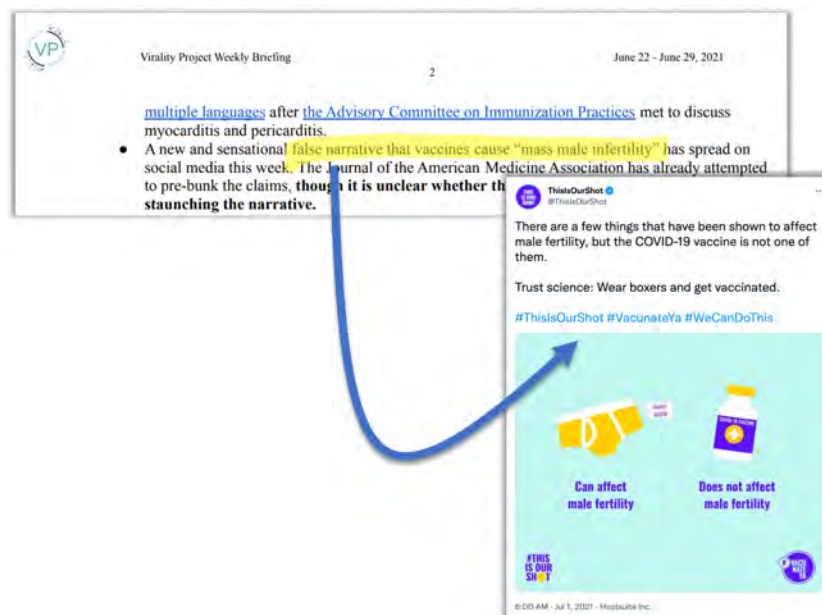 VP
Virality Project Weekly Briefing
June 22 - June 29, 2021
2
multiple languages after the Advisory Committee on Immunization Practices met to discuss
myocarditis and pericarditis.
● A new and sensational false narrative that vaccines cause “mass male infertility” has spread on
social media this week. The Journal of the American Medicine Association has already attempted
to pre-bunk the claims, though it is unclear whether th
staunching the narrative.
ThisIsOurShot
@ThisIsOurShot
There are a few things that have been shown to affect
male fertility, but the COVID-19 vaccine is not one of
them.
Trust science: Wear boxers and get vaccinated.
#ThisIsOurShot #VacunateYa #WeCanDoThis
COVID-19 VACCINE
Can affect
male fertility
Does not affect
male fertility
#THIS
IS OUR
SHOT
6:00 AM · Jul 1, 2021 · Hootsuite Inc.